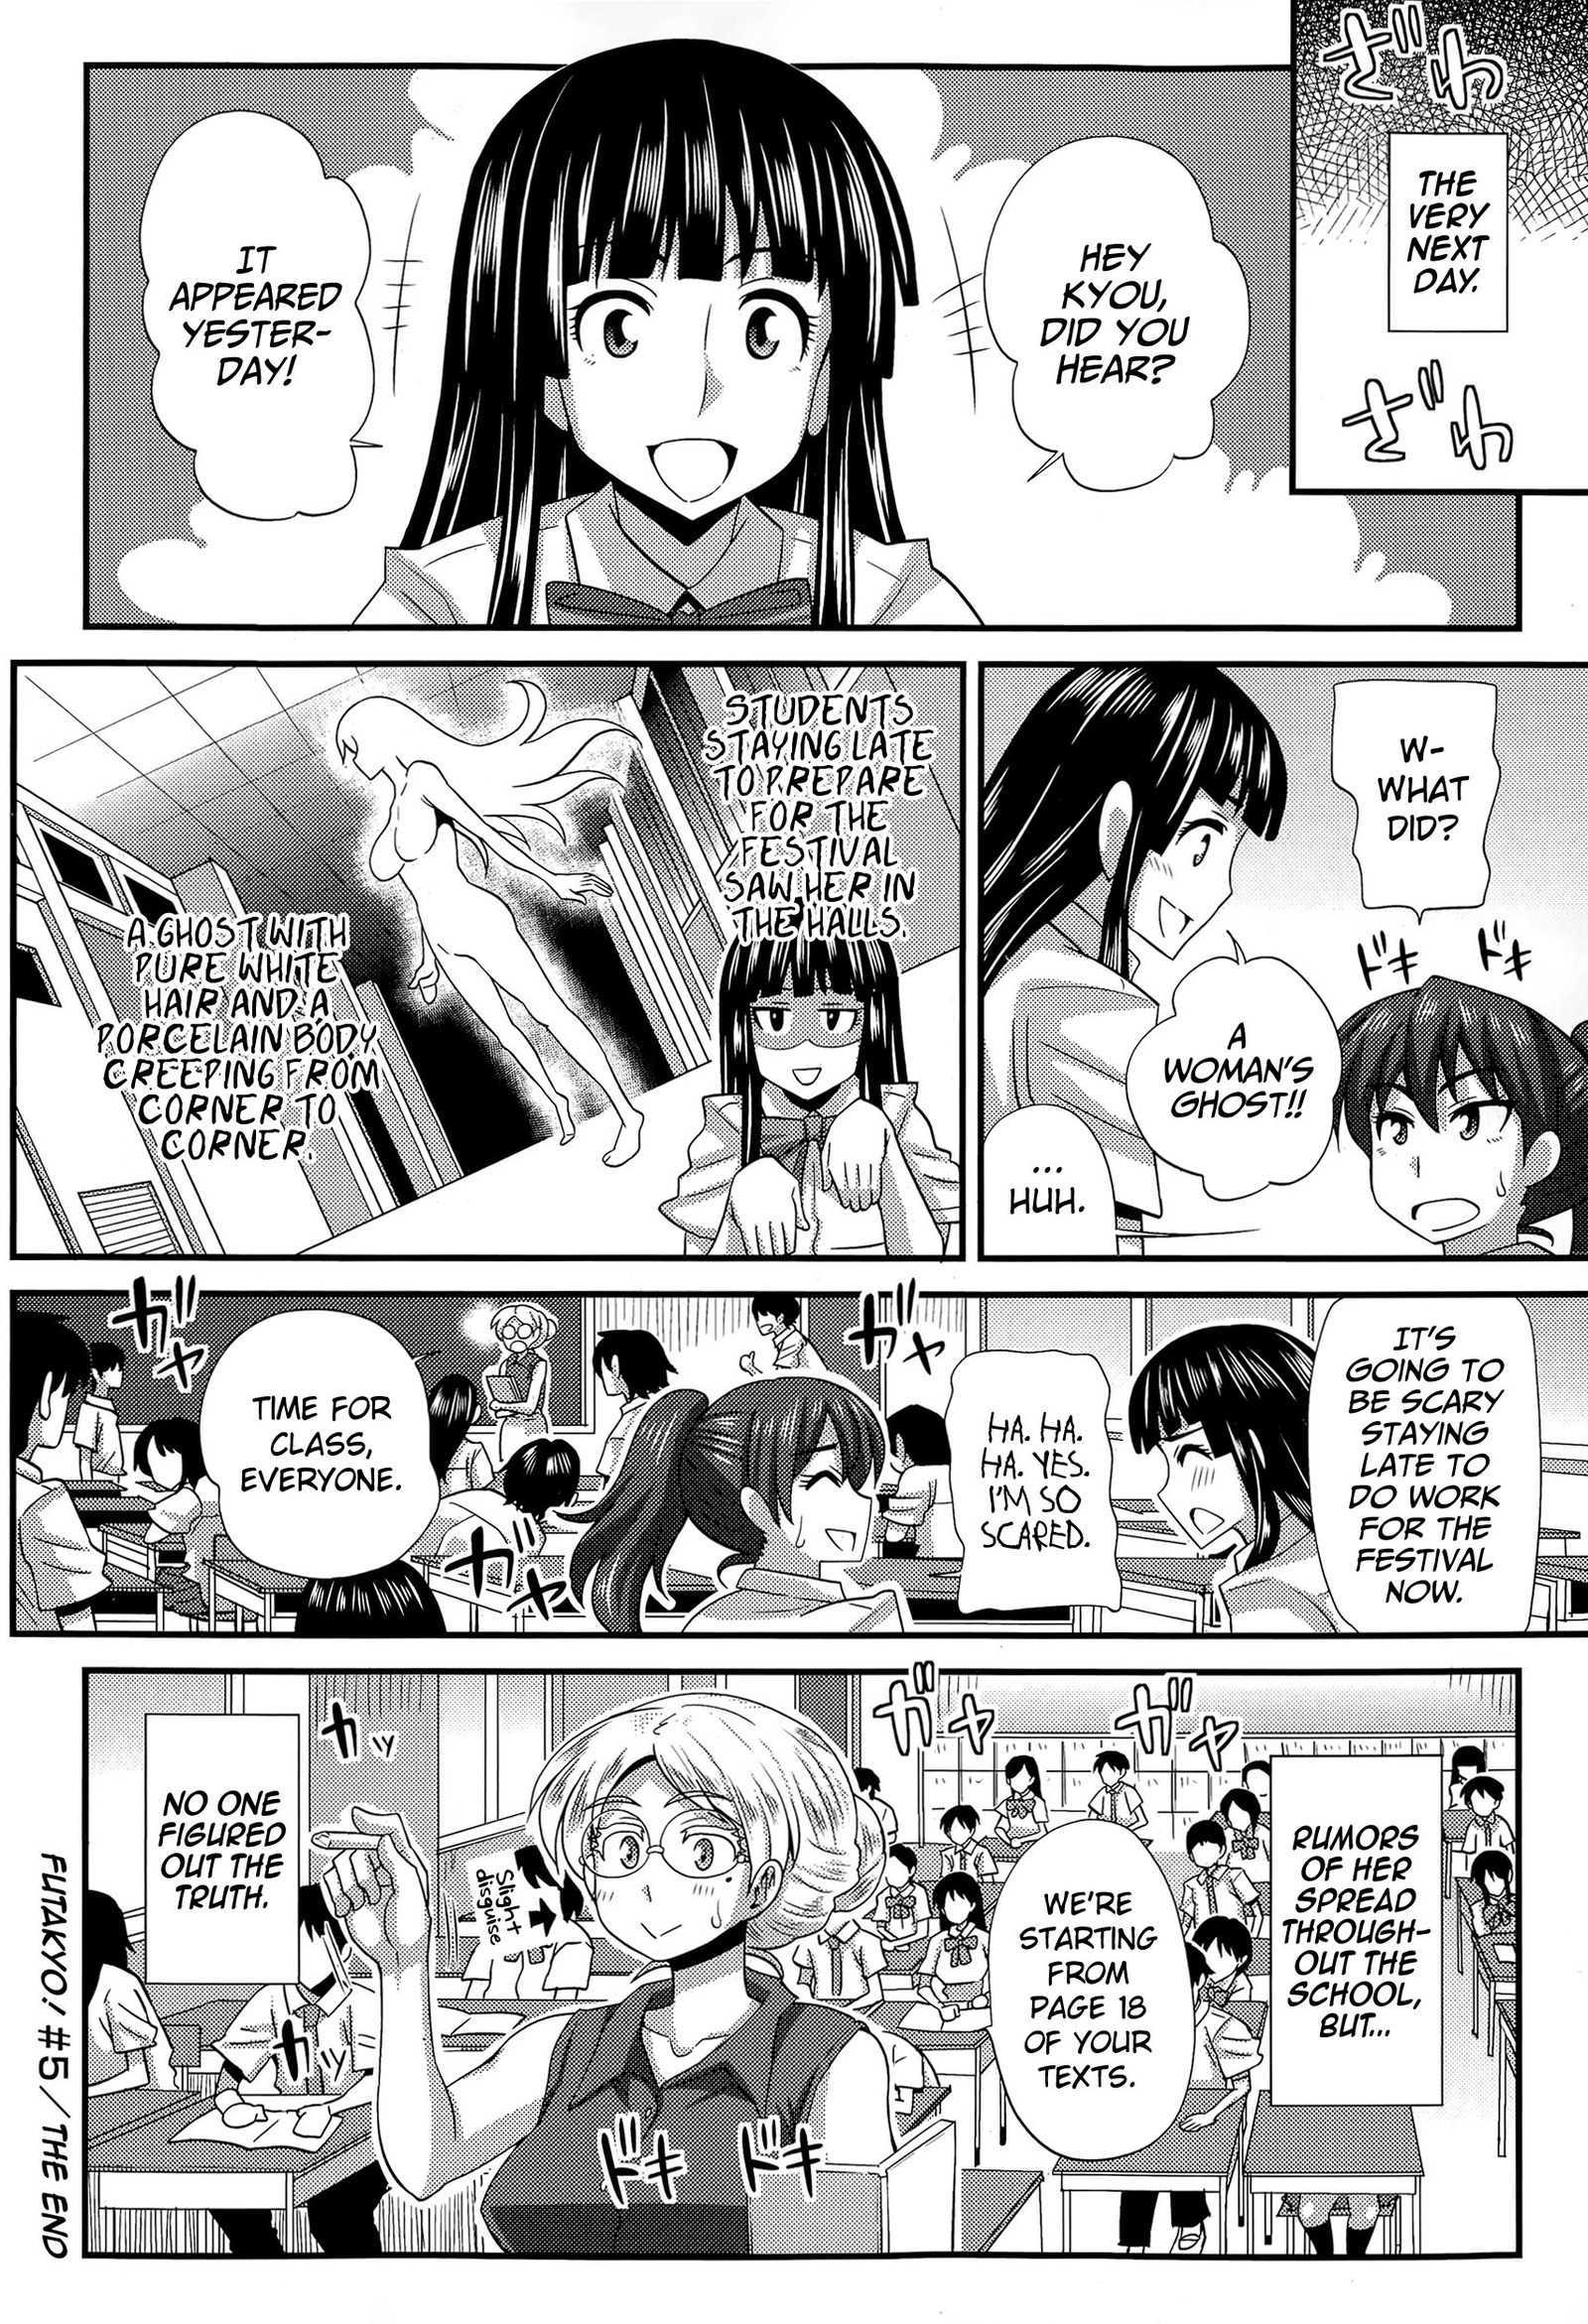 ざわ
THE
VERY
NEXT
DAY.
ざわ
HEY
KYOU,
DID YOU
HEAR?
IT
APPEARED
YESTER-
DAY!
W-
WHAT
DID?
ドキ
ドキ
A
WOMAN'S
GHOST!!
...
HUH.
STUDENTS
STAYING LATE
TO PREPARE
FOR THE
FESTIVAL
SAW HER IN
THE HALLS.
A GHOST WITH
PURE WHITE
HAIR AND A
PORCELAIN BODY
CREEPING FROM
CORNER TO
CORNER.
IT'S
GOING TO
BE SCARY
STAYING
LATE TO
DO WORK
FOR THE
FESTIVAL
NOW.
HA. HA.
HA. YES.
I'M SO
SCARED.
ガヤ
ガヤ
ガヤ
TIME FOR
CLASS,
EVERYONE.
RUMORS
OF HER
SPREAD
THROUGH-
OUT THE
SCHOOL,
BUT...
ガヤ
ガヤ
WE'RE
STARTING
FROM
PAGE 18
OF YOUR
TEXTS.
Slight
disguise
カッ
カッ
ドキ
ドキ
NO ONE
FIGURED
OUT THE
TRUTH.
FUTAKYO! #5/THE END